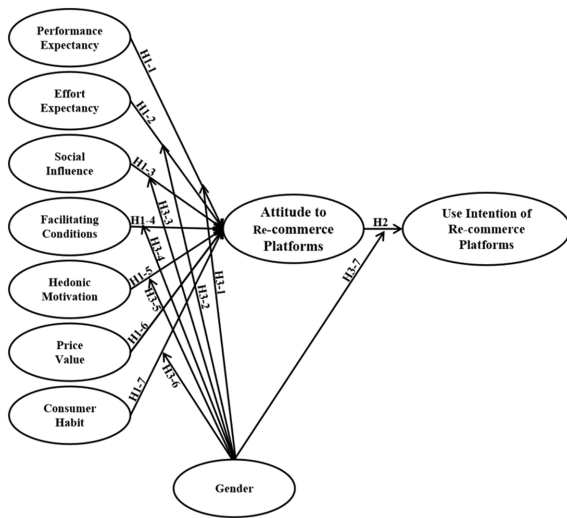 Performance
Expectancy
H1-1
Effort
Expectancy
H1-2
Social
Influence
H1-3
H3-3
Facilitating
Conditions
H1-4
H3-4
Attitude to
Re-commerce
Platforms
H2
Use Intention of
Re-commerce
Platforms
Hedonic
Motivation
H1-5
H3-5
H3-2
H3-1
H3-7
Price
Value
H1-6
H3-6
Consumer
Habit
H1-7
Gender